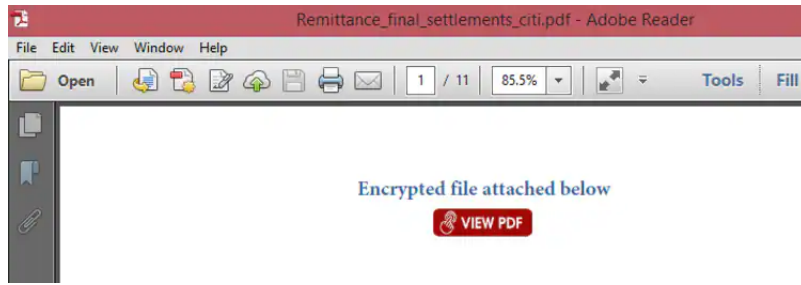 Remittance_final_settlements_citi.pdf - Adobe Reader
File Edit View Window Help
Open 1 / 11 85.5% Tools Fill
Encrypted file attached below
VIEW PDF